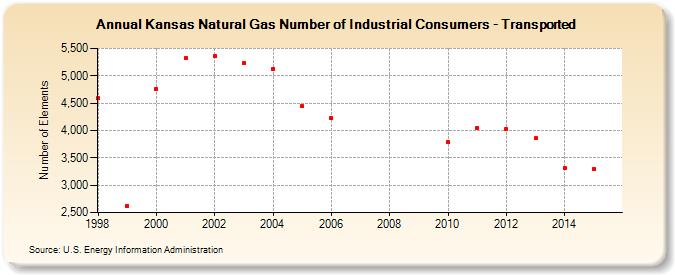 Annual Kansas Natural Gas Number of Industrial Consumers - Transported
Number of Elements
5,500
5,000
4,500
4,000
3,500
3,000
2,500
1998 2000 2002 2004 2006 2008 2010 2012 2014
Source: U.S. Energy Information Administration